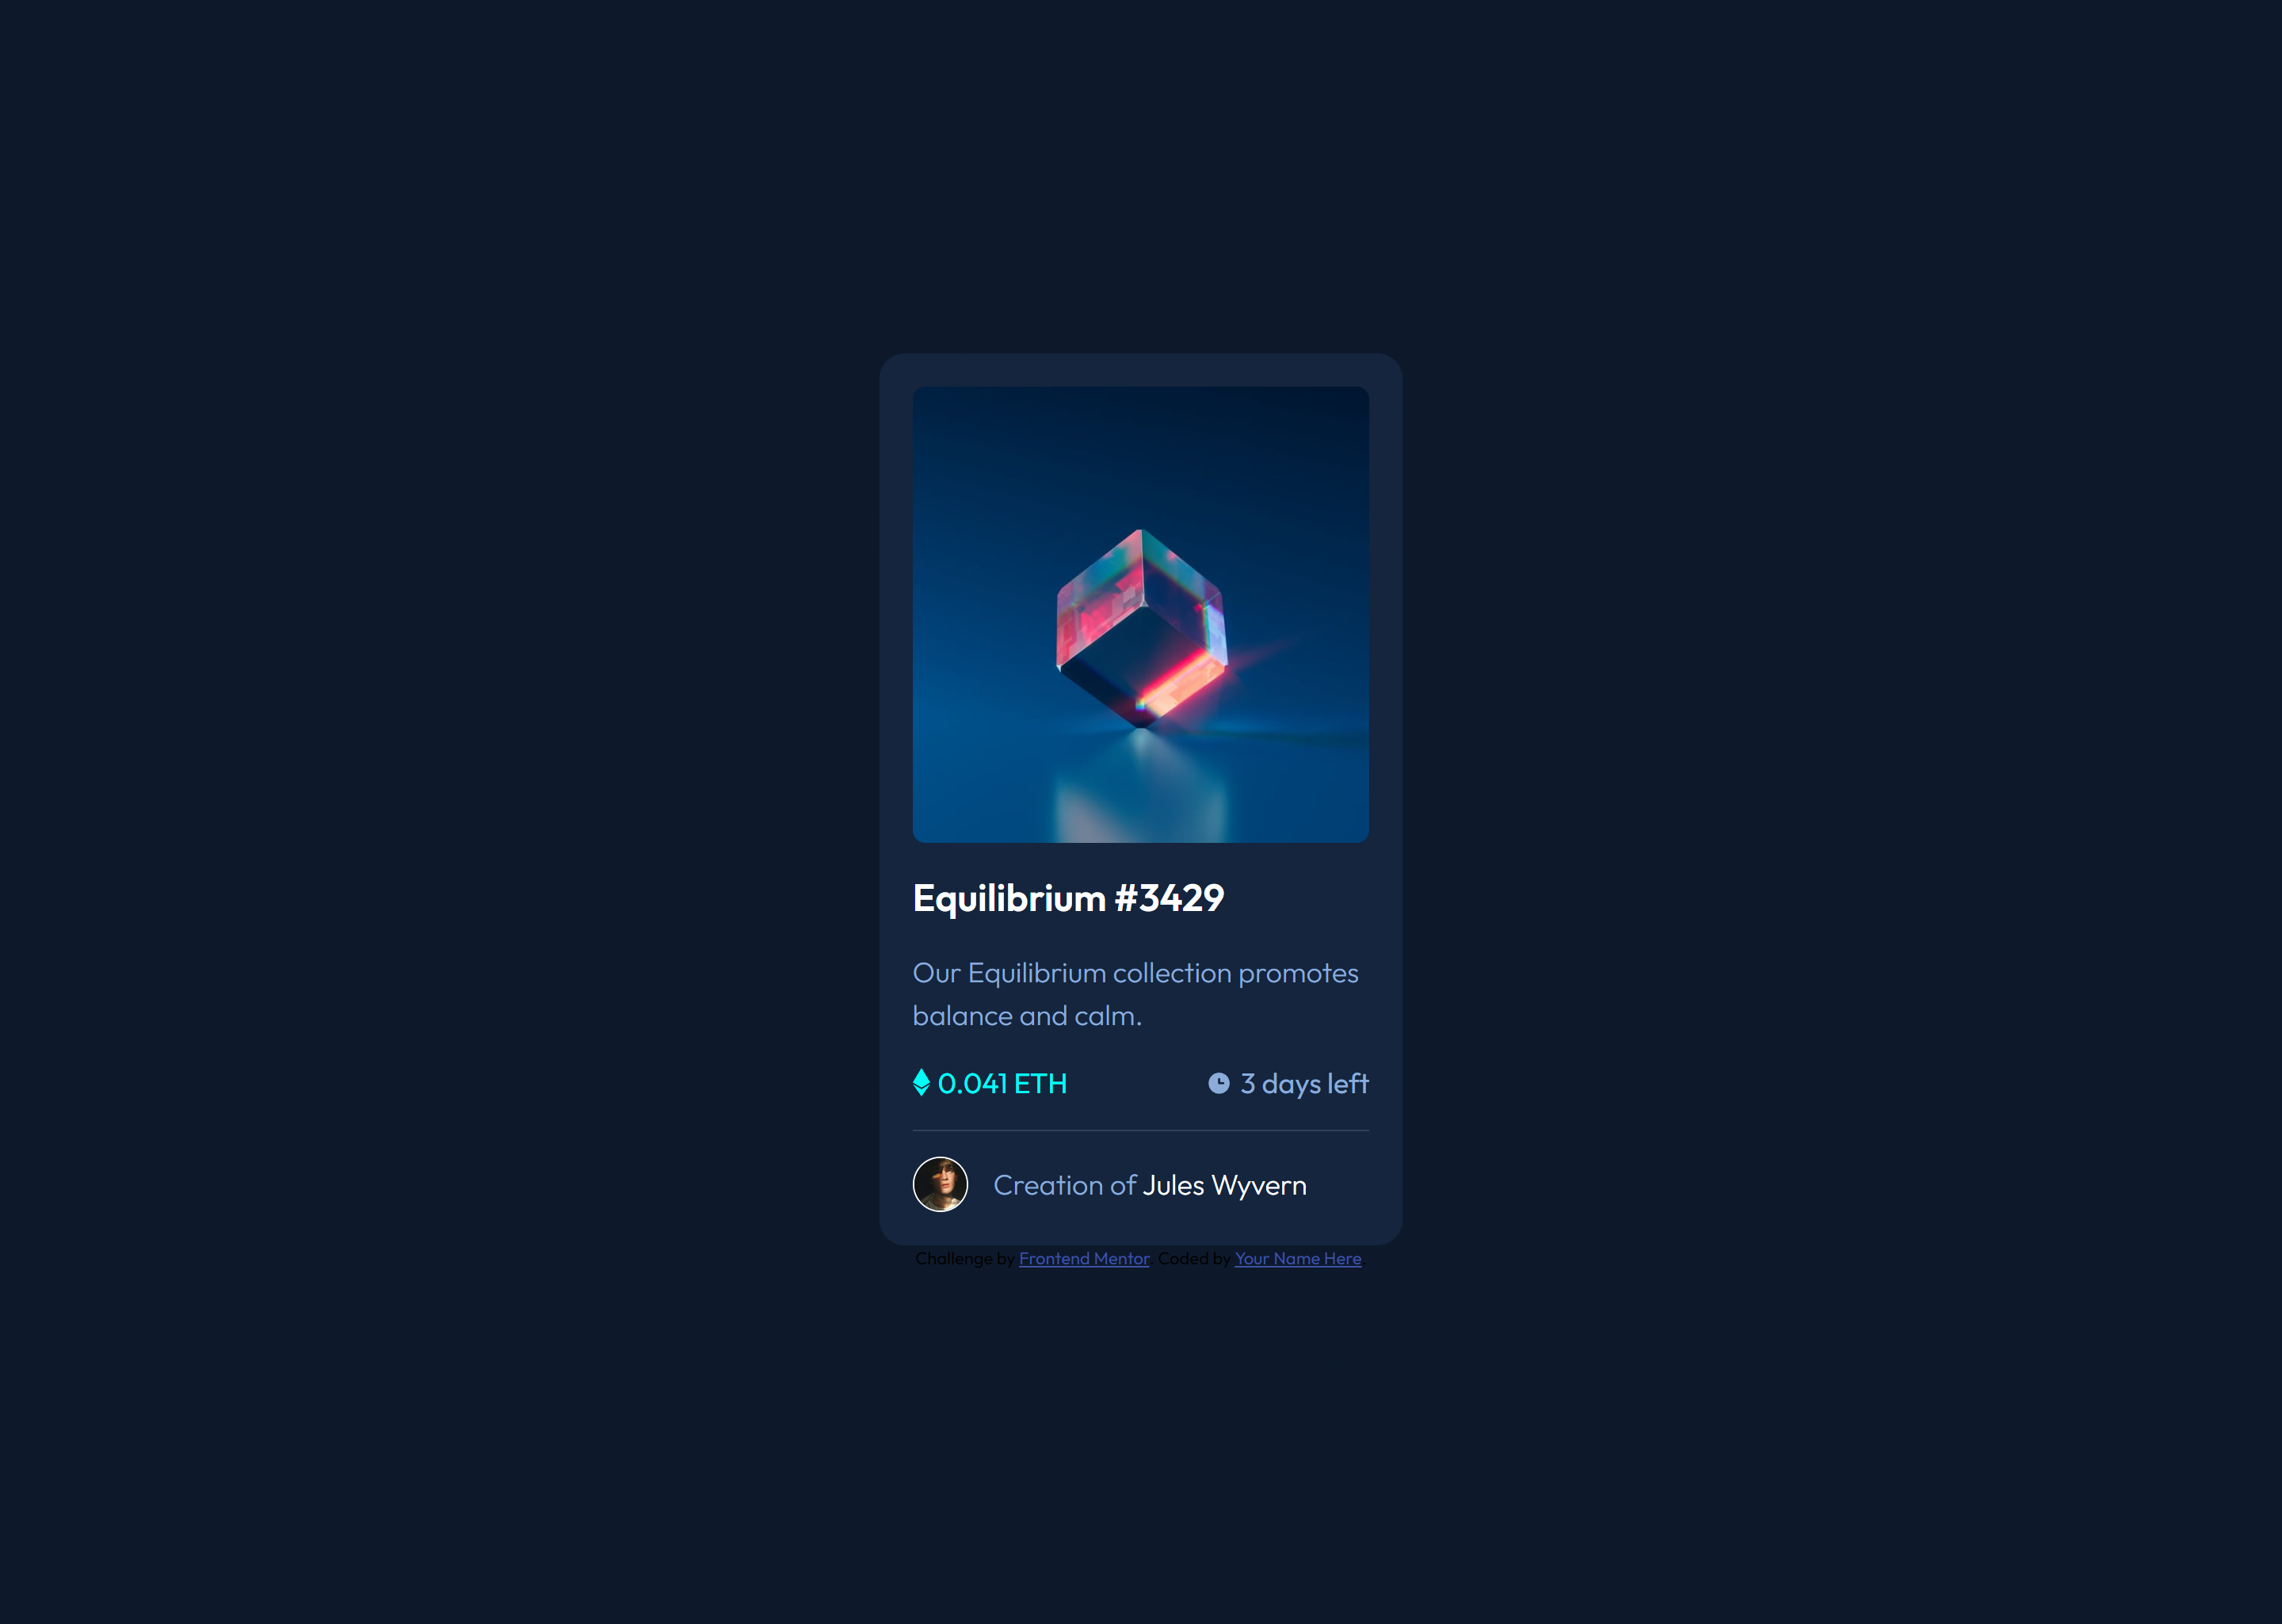 Equilibrium #3429
Our Equilibrium collection promotes
balance and calm.
0.041 ETH
3 days left
Creation of Jules Wyvern
Challenge by Frontend Mentor. Coded by Your Name Here.